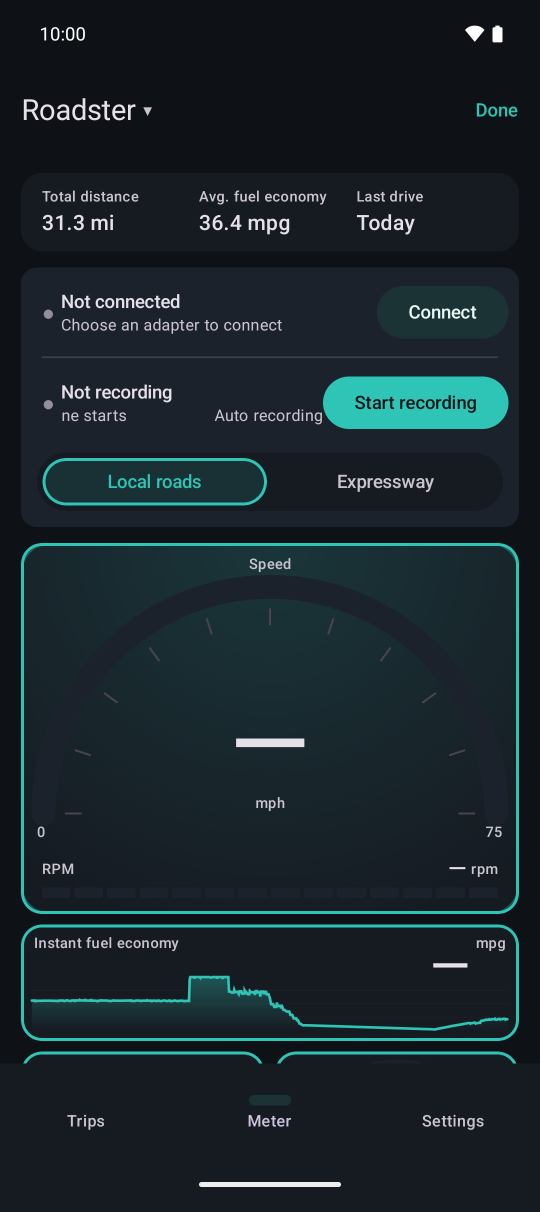 10:00
Roadster ▾
Done
Total distance
Avg. fuel economy
Last drive
31.3 mi
36.4 mpg
Today
Not connected
Choose an adapter to connect
Connect
Not recording
ne starts
Auto recording
Start recording
Local roads
Expressway
Speed
mph
0
75
RPM
— rpm
Instant fuel economy
mpg
Trips
Meter
Settings